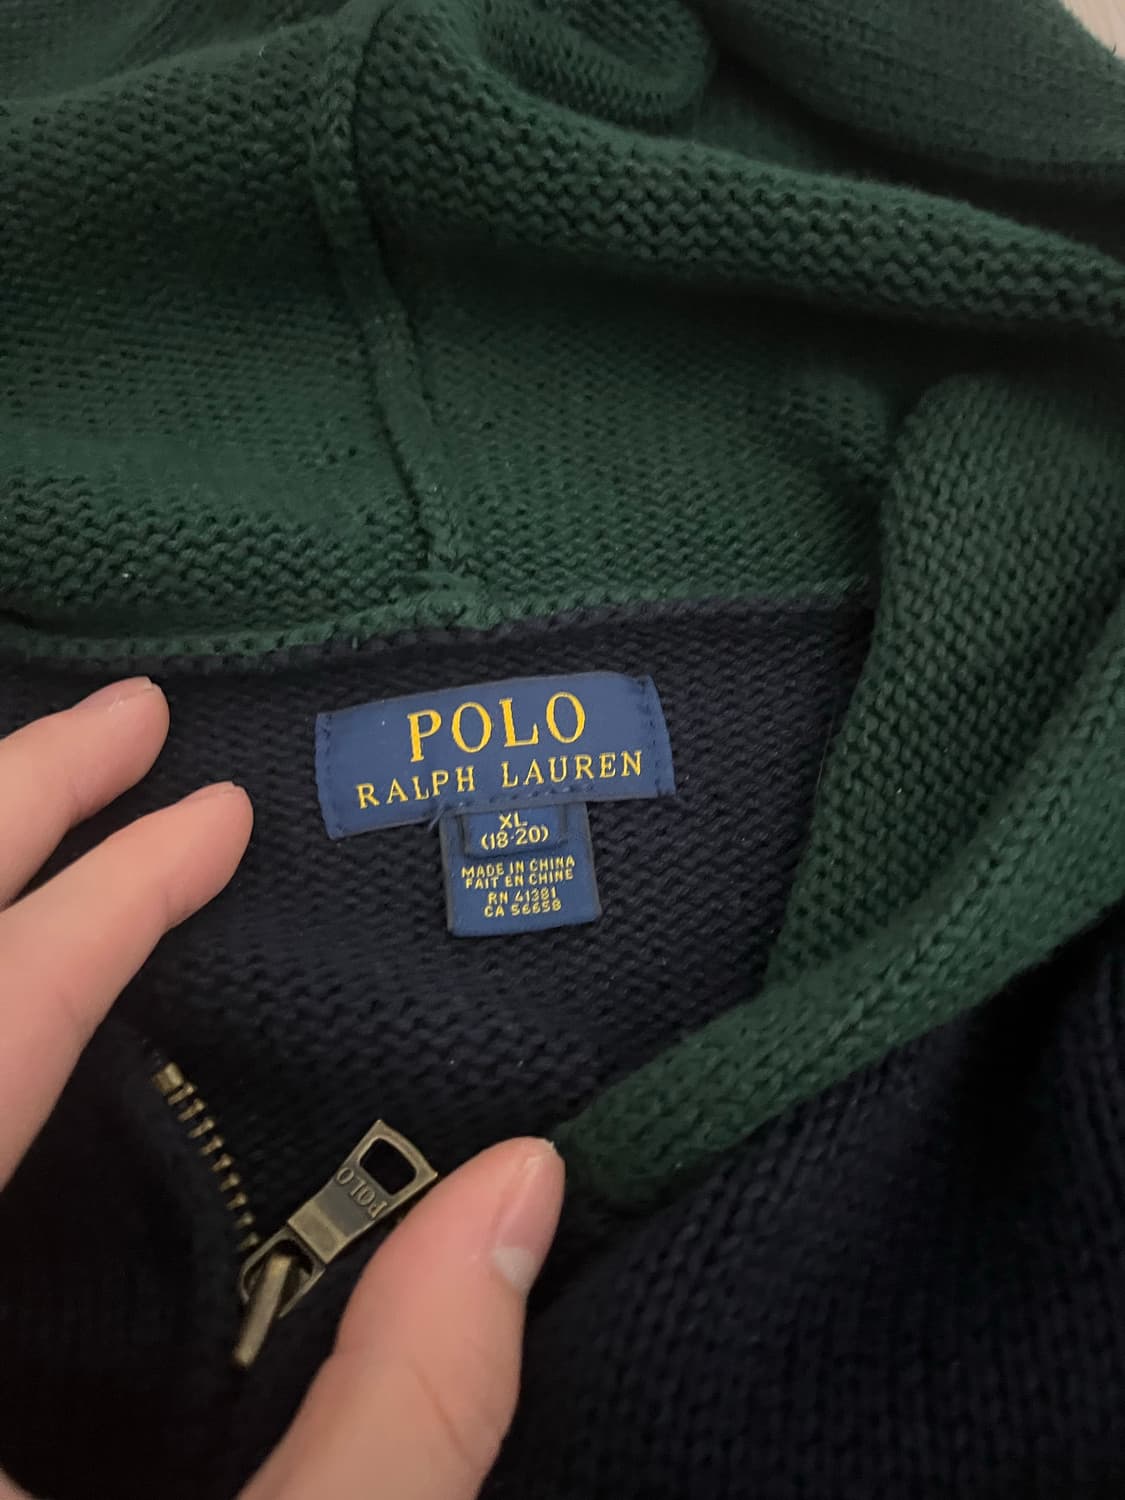 POLO
RALPH LAUREN
XL
(18-20)
MADE IN CHINA
FAIT EN CHINE
RN 41381
CA 56658
POLO